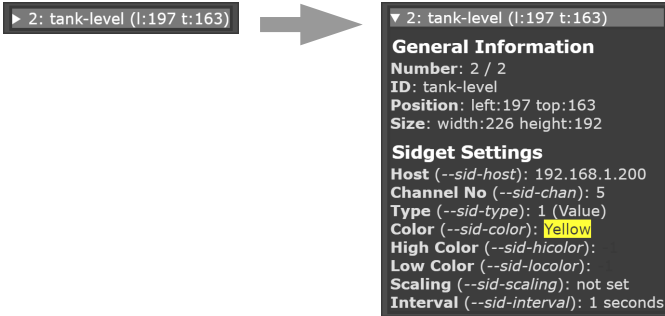 ▶ 2: tank-level (l:197 t:163)
▼ 2: tank-level (l:197 t:163)
General Information
Number: 2 / 2
ID: tank-level
Position: left:197 top:163
Size: width:226 height:192
Sidget Settings
Host (--sid-host): 192.168.1.200
Channel No (--sid-chan): 5
Type (--sid-type): 1 (Value)
Color (--sid-color): Yellow
High Color (--sid-hicolor):
Low Color (--sid-locolor):
Scaling (--sid-scaling): not set
Interval (--sid-interval): 1 seconds